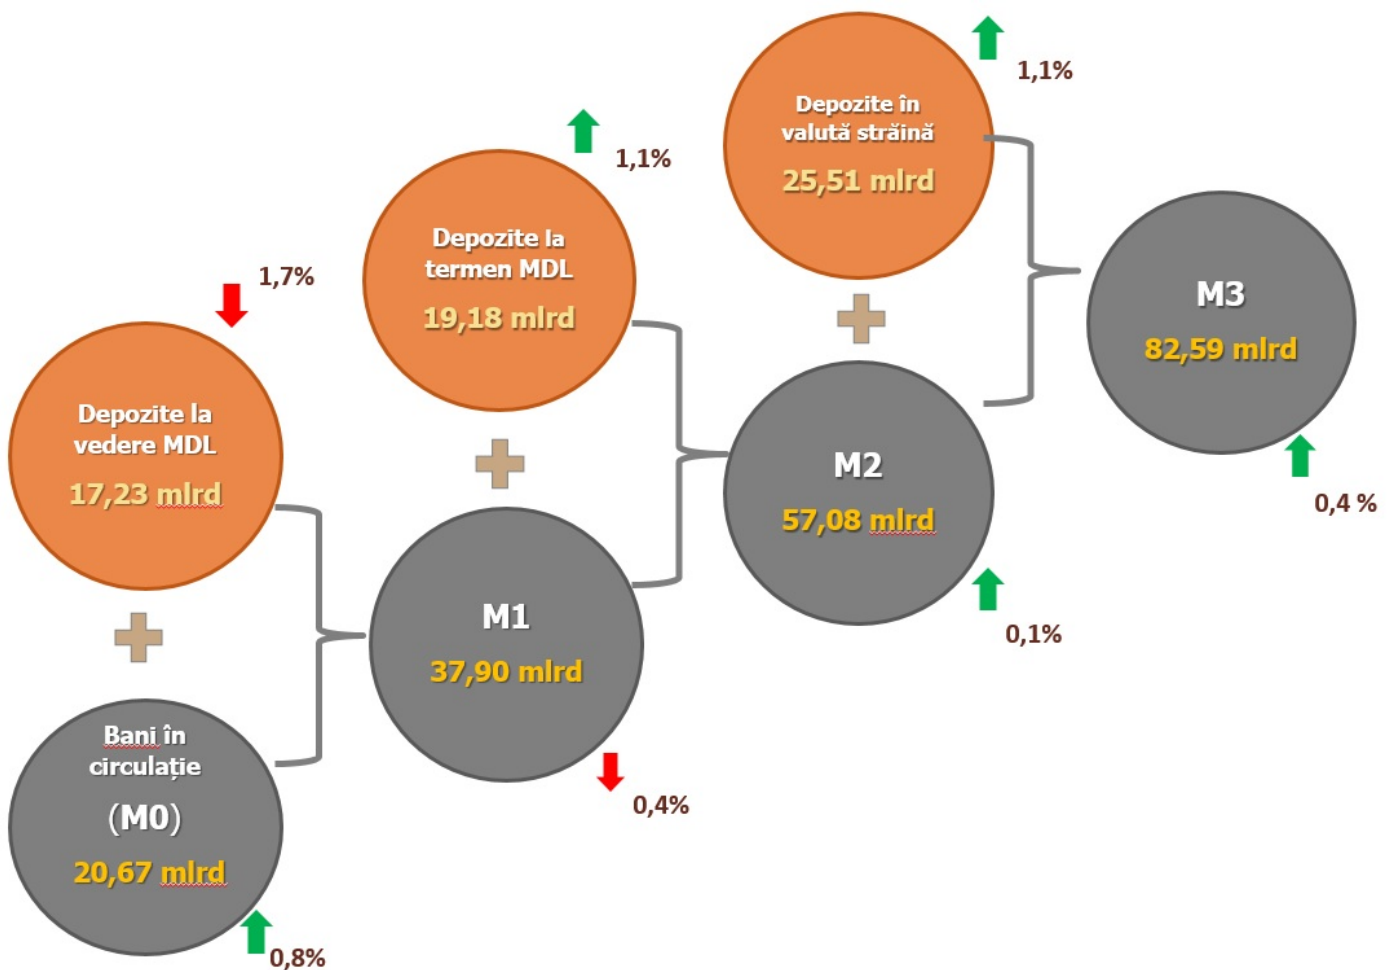 1,7%
Depozite la
vedere MDL
17,23 mlrd
Bani în
circulație
(M0)
20,67 mlrd
0,8%
1,1%
Depozite la
termen MDL
19,18 mlrd
M1
37,90 mlrd
0,4%
1,1%
Depozite în
valută străină
25,51 mlrd
M2
57,08 mlrd
0,1%
M3
82,59 mlrd
0,4 %